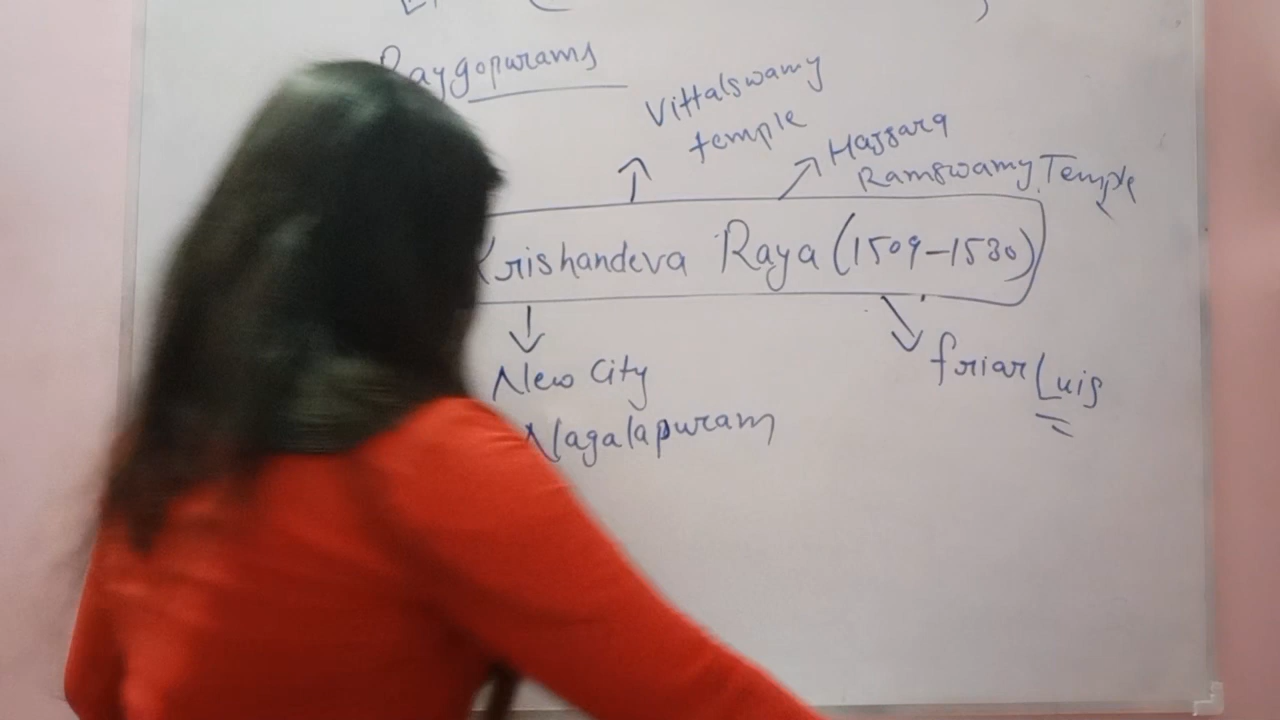 Raygopurams
Vittalswamy
temple
Hazzara
Ramswamy Temple
Krishandeva Raya (1509-1530)
New City
Nagalapuram
friar Luis